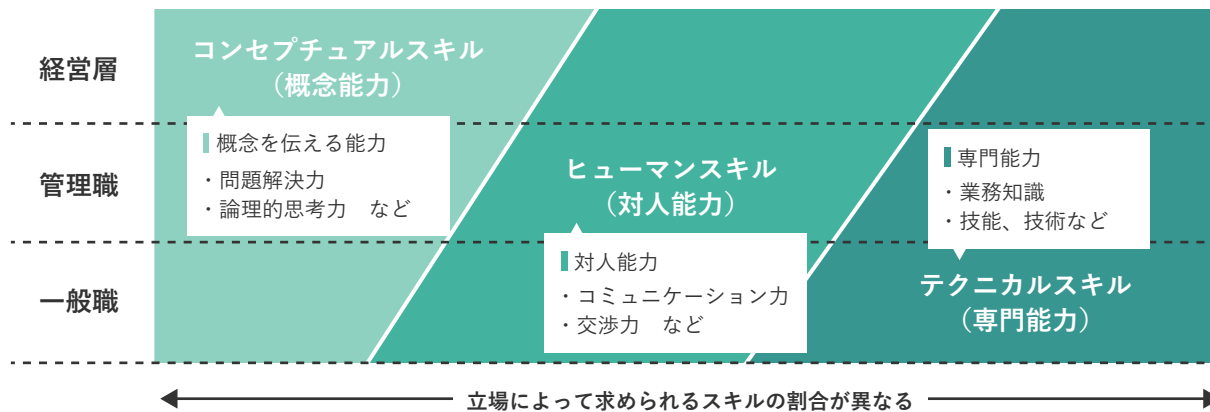 経営層
コンセプチュアルスキル
（概念能力）
概念を伝える能力
・問題解決力
・論理的思考力　など
管理職
ヒューマンスキル
（対人能力）
専門能力
・業務知識
・技能、技術など
一般職
対人能力
・コミュニケーション力
・交渉力　など
テクニカルスキル
（専門能力）
立場によって求められるスキルの割合が異なる